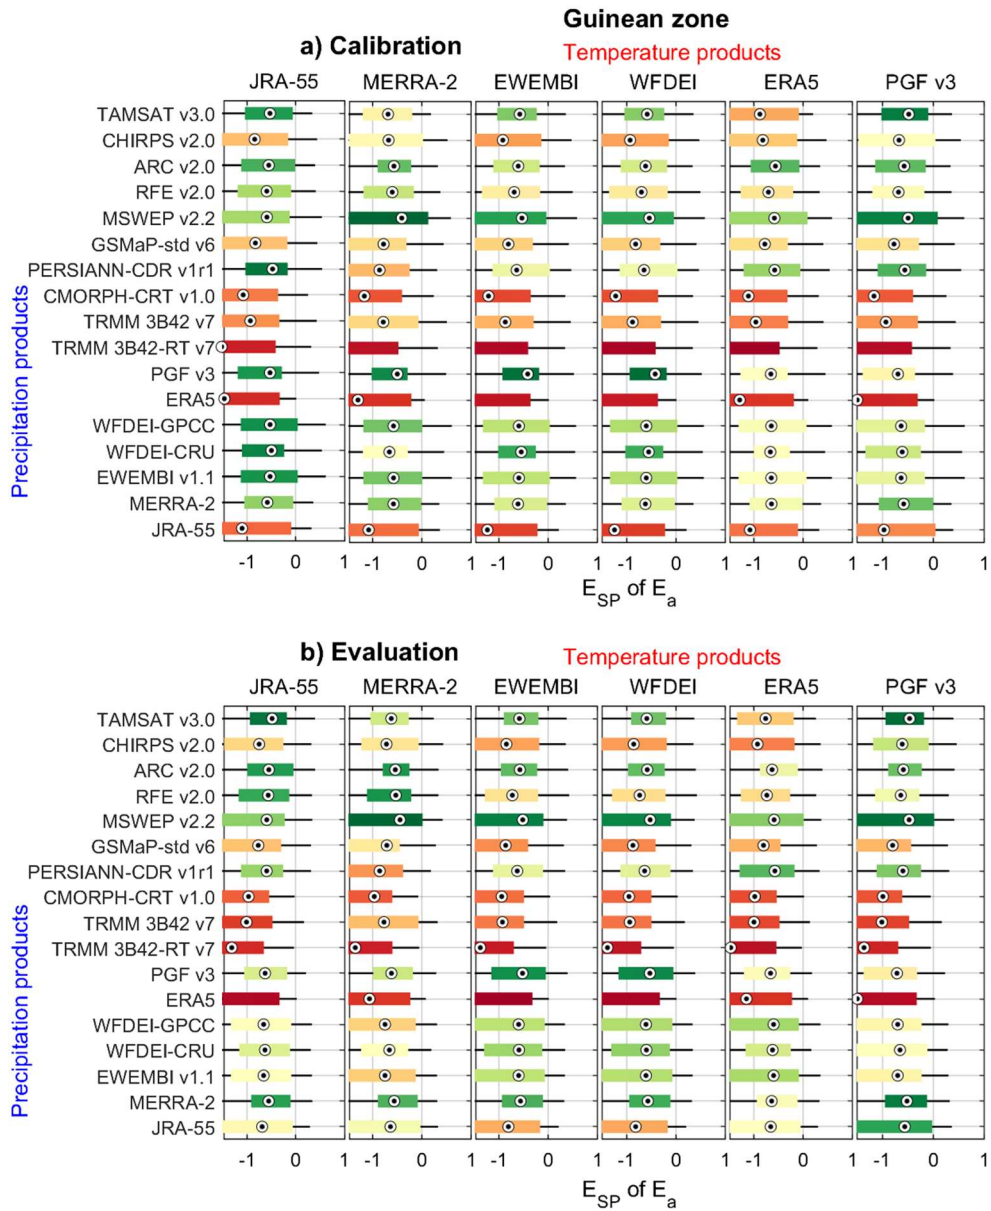 Guinean zone
a) Calibration
Temperature products
JRA-55 MERRA-2 EWEMBI WFDEI ERA5 PGF v3
Precipitation products
TAMSAT v3.0
CHIRPS v2.0
ARC v2.0
RFE v2.0
MSWEP v2.2
GSMaP-std v6
PERSIANN-CDR v1r1
CMORPH-CRT v1.0
TRMM 3B42 v7
TRMM 3B42-RT v7
PGF v3
ERA5
WFDEI-GPCC
WFDEI-CRU
EWEMBI v1.1
MERRA-2
JRA-55
-1 0 1 -1 0 1 -1 0 1 -1 0 1 -1 0 1 -1 0 1
E_SP of E_a
b) Evaluation
Temperature products
JRA-55 MERRA-2 EWEMBI WFDEI ERA5 PGF v3
Precipitation products
TAMSAT v3.0
CHIRPS v2.0
ARC v2.0
RFE v2.0
MSWEP v2.2
GSMaP-std v6
PERSIANN-CDR v1r1
CMORPH-CRT v1.0
TRMM 3B42 v7
TRMM 3B42-RT v7
PGF v3
ERA5
WFDEI-GPCC
WFDEI-CRU
EWEMBI v1.1
MERRA-2
JRA-55
-1 0 1 -1 0 1 -1 0 1 -1 0 1 -1 0 1 -1 0 1
E_SP of E_a